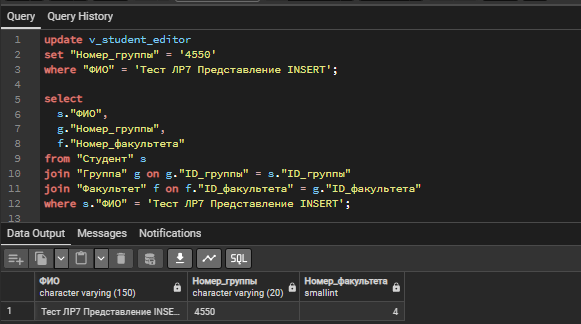 Query Query History
1 update v_student_editor
2 set "Номер_группы" = '4550'
3 where "ФИО" = 'Тест ЛР7 Представление INSERT';
4
5 select
6 s."ФИО",
7 g."Номер_группы",
8 f."Номер_факультета"
9 from "Студент" s
10 join "Группа" g on g."ID_группы" = s."ID_группы"
11 join "Факультет" f on f."ID_факультета" = g."ID_факультета"
12 where s."ФИО" = 'Тест ЛР7 Представление INSERT';
13
Data Output Messages Notifications
SQL
ФИО Номер_группы Номер_факультета
character varying (150) character varying (20) smallint
1 Тест ЛР7 Представление INSE... 4550 4